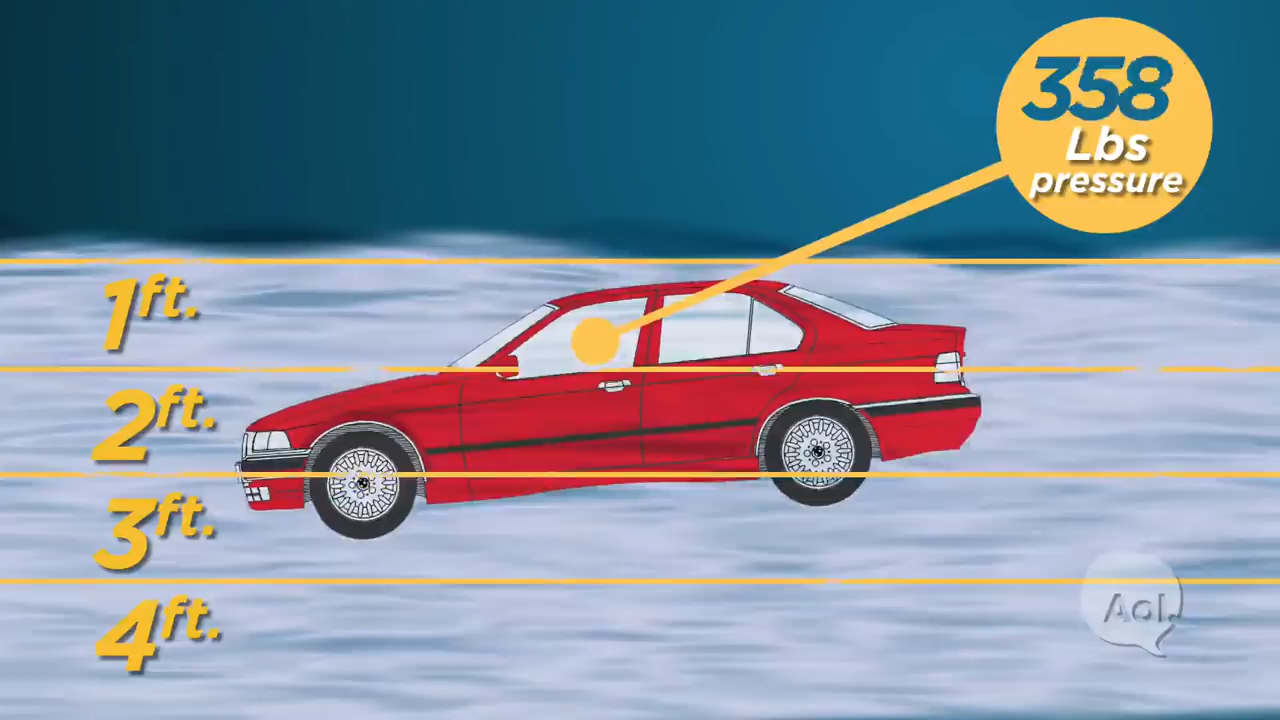 358
Lbs
pressure
1ft.
2ft.
3ft.
4ft.
Aol.